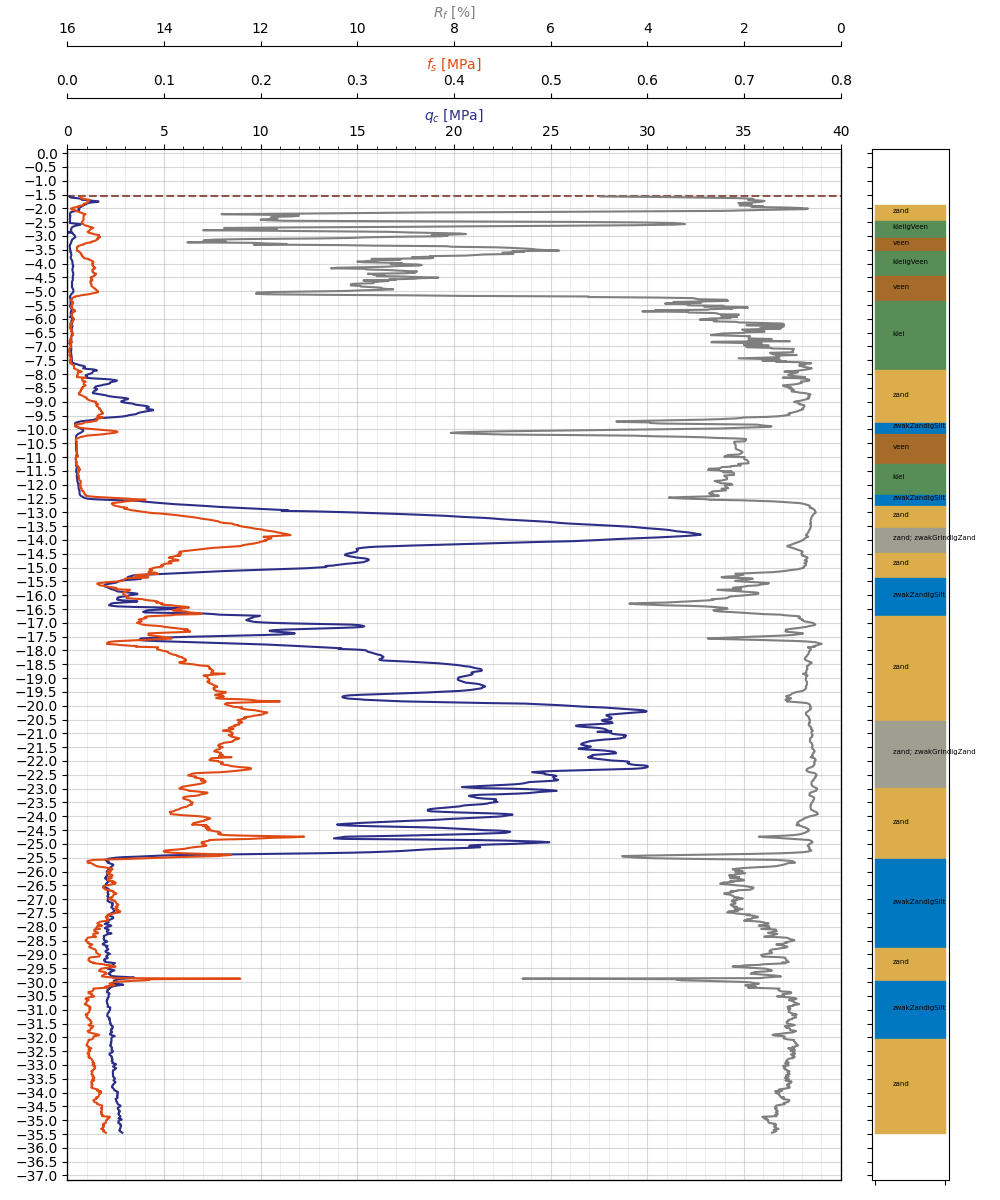 R_f [%]
16 14 12 10 8 6 4 2 0
f_s [MPa]
0.0 0.1 0.2 0.3 0.4 0.5 0.6 0.7 0.8
q_c [MPa]
0 5 10 15 20 25 30 35 40
0.0
−0.5
−1.0
−1.5
−2.0 zand
−2.5 kleiigVeen
−3.0
−3.5 veen
−4.0 kleiigVeen
−4.5
−5.0 veen
−5.5
−6.0
−6.5 klei
−7.0
−7.5
−8.0
−8.5 zand
−9.0
−9.5
−10.0 zwakZandigSilt
−10.5 veen
−11.0
−11.5 klei
−12.0
−12.5 zwakZandigSilt
−13.0 zand
−13.5
−14.0 zand; zwakGrindigZand
−14.5
−15.0 zand
−15.5
−16.0 zwakZandigSilt
−16.5
−17.0
−17.5
−18.0
−18.5 zand
−19.0
−19.5
−20.0
−20.5
−21.0
−21.5 zand; zwakGrindigZand
−22.0
−22.5
−23.0
−23.5
−24.0 zand
−24.5
−25.0
−25.5
−26.0
−26.5
−27.0 zwakZandigSilt
−27.5
−28.0
−28.5
−29.0 zand
−29.5
−30.0
−30.5
−31.0 zwakZandigSilt
−31.5
−32.0
−32.5
−33.0
−33.5 zand
−34.0
−34.5
−35.0
−35.5
−36.0
−36.5
−37.0